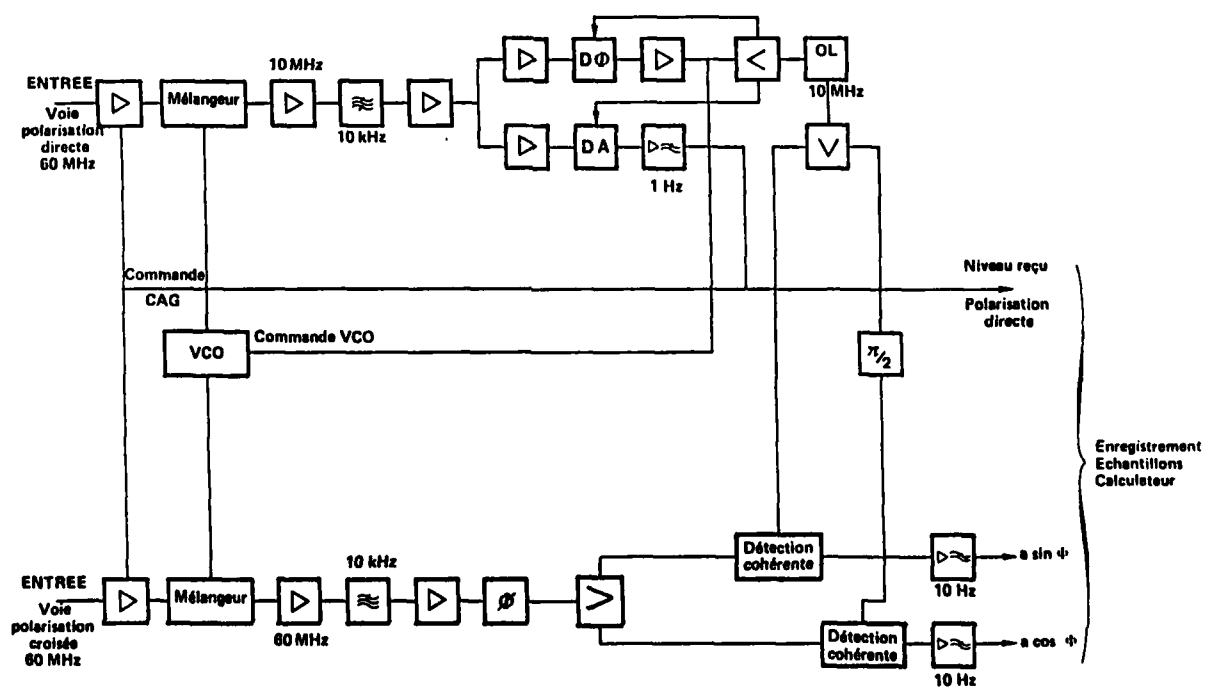 OL
DΦ
10 MHz
ENTREE
Mélangeur
10 MHz
Voie
polarisation
directe
60 MHz
10 kHz
DA
1 Hz
Commande
CAG
Niveau reçu
Polarisation
directe
VCO
Commande VCO
π/2
Enregistrement
Echantillons
Calculateur
Détection
cohérente
a sin Φ
10 kHz
10 Hz
ENTREE
Mélangeur
Φ
Voie
polarisation
croisée
60 MHz
60 MHz
Détection
cohérente
a cos Φ
10 Hz